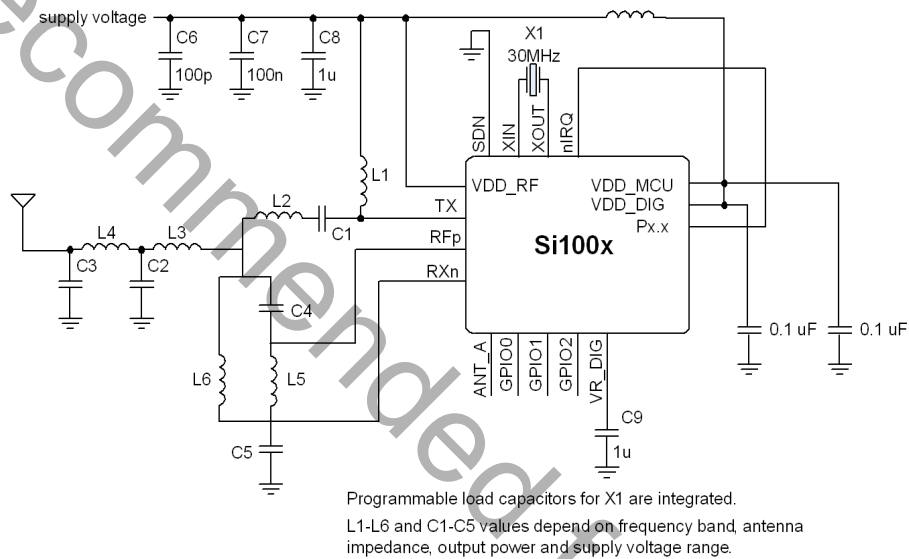 supply voltage
C6
100p
C7
100n
C8
1u
X1
30MHz
SDN
XIN
XOUT
nIRQ
L1
VDD_RF
VDD_MCU
VDD_DIG
Px.x
TX
RFp
RXn
Si100x
L2
C1
L4
L3
C3
C2
C4
L6
L5
C5
ANT_A
GPIO0
GPIO1
GPIO2
VR_DIG
C9
1u
0.1 uF
0.1 uF
Programmable load capacitors for X1 are integrated.
L1-L6 and C1-C5 values depend on frequency band, antenna
impedance, output power and supply voltage range.
ecommended f